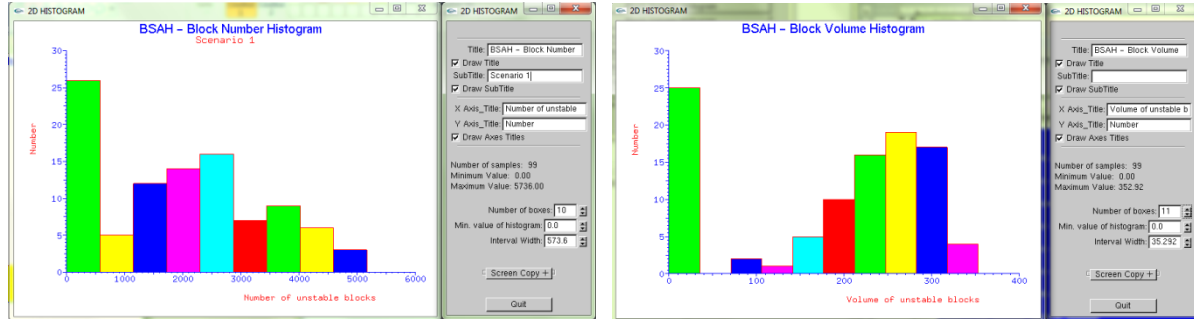 2D HISTOGRAM
BSAH - Block Number Histogram
Scenario 1
30
25
20
15
10
5
0
Number
0 1000 2000 3000 4000 5000 6000
Number of unstable blocks
2D HISTOGRAM
Title: BSAH - Block Number
Draw Title
SubTitle: Scenario 1
Draw SubTitle
X Axis_Title: Number of unstable
Y Axis_Title: Number
Draw Axes Titles
Number of samples: 99
Minimum Value: 0.00
Maximum Value: 5736.00
Number of boxes: 10
Min. value of histogram: 0.0
Interval Width: 573.6
Screen Copy +
Quit
2D HISTOGRAM
BSAH - Block Volume Histogram
30
25
20
15
10
5
0
Number
0 100 200 300 400
Volume of unstable blocks
2D HISTOGRAM
Title: BSAH - Block Volume
Draw Title
SubTitle:
Draw SubTitle
X Axis_Title: Volume of unstable b
Y Axis_Title: Number
Draw Axes Titles
Number of samples: 99
Minimum Value: 0.00
Maximum Value: 352.92
Number of boxes: 11
Min. value of histogram: 0.0
Interval Width: 35.292
Screen Copy +
Quit